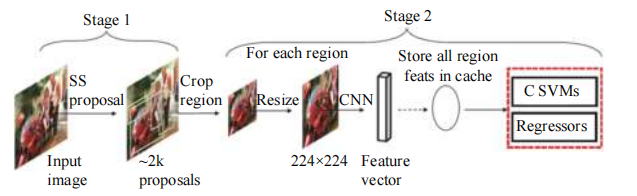 Stage 1
Stage 2
For each region
Store all region
feats in cache
SS
proposal
Crop
region
Resize
CNN
C SVMs
Regressors
Input
image
~2k
proposals
224×224
Feature
vector